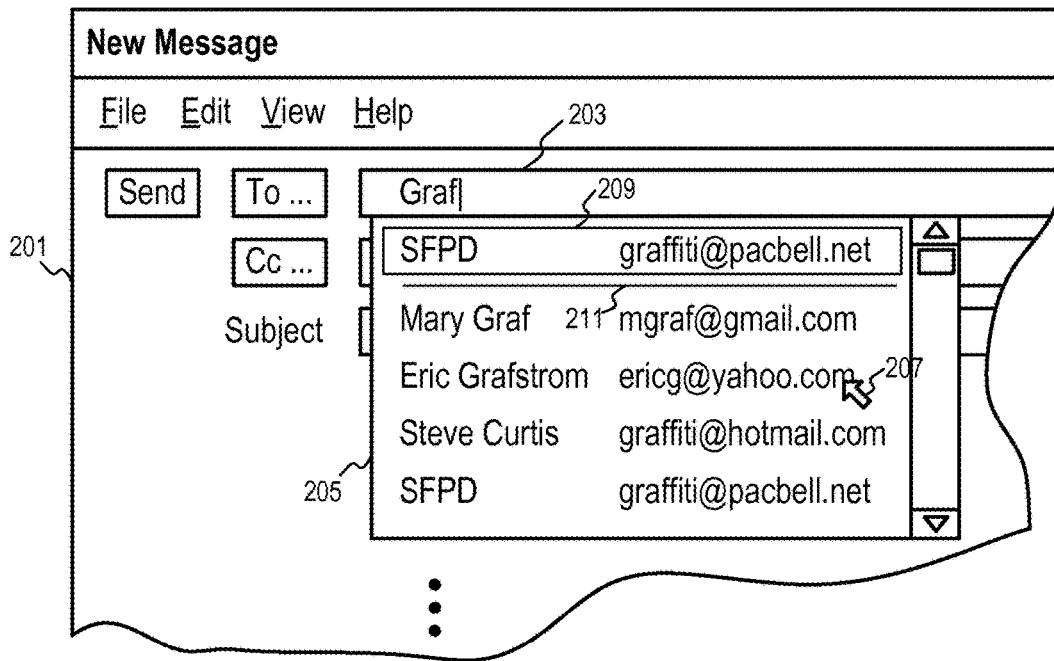 New Message
File Edit View Help
203
Send To ... Graf
209
201
Cc ... SFPD graffiti@pacbell.net
Subject Mary Graf 211 mgraf@gmail.com
Eric Grafstrom ericg@yahoo.com 207
Steve Curtis graffiti@hotmail.com
205 SFPD graffiti@pacbell.net